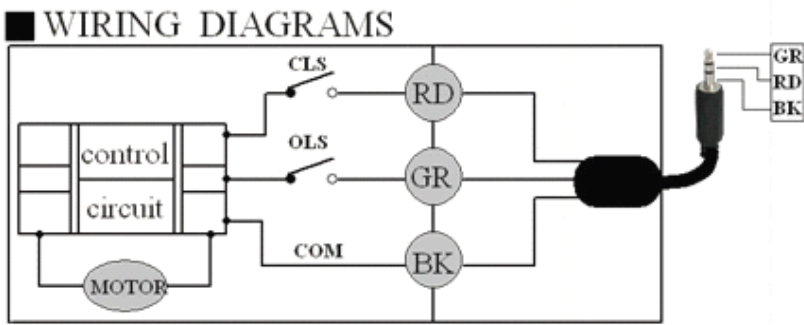 WIRING DIAGRAMS
CLS
RD
OLS
GR
control
circuit
COM
BK
MOTOR
GR
RD
BK